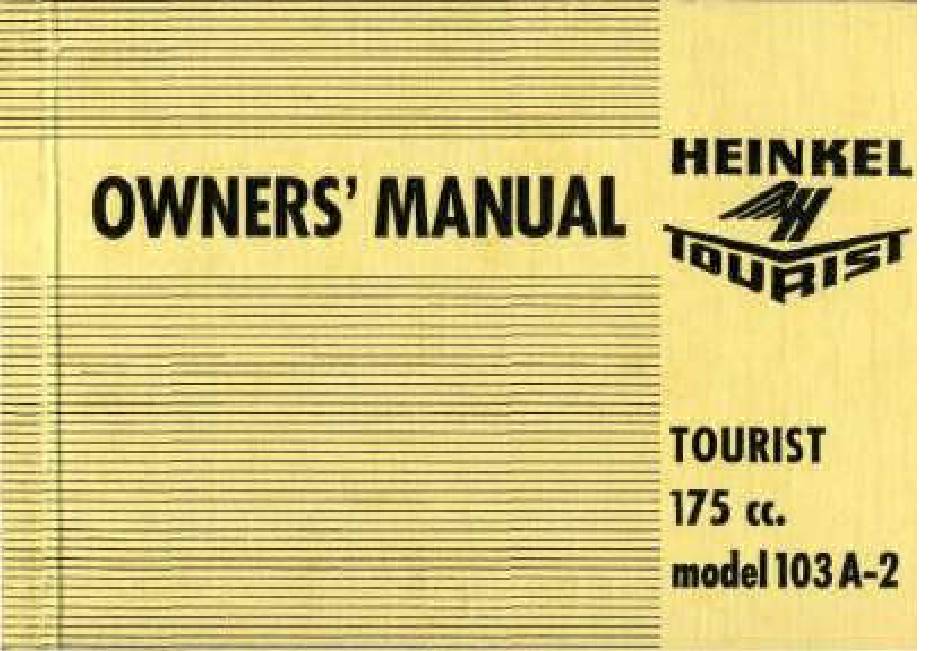 OWNERS' MANUAL
HEINKEL
TOURIST
TOURIST
175 cc.
model 103 A-2